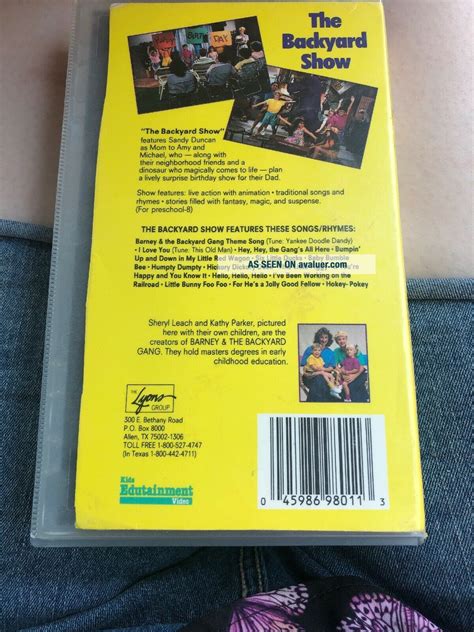 The
Backyard
Show
BIRTH DAY
"The Backyard Show"
features Sandy Duncan
as Mom to Amy and
Michael, who — along with
their neighborhood friends and a
dinosaur who magically comes to life — plan
a lively surprise birthday show for their Dad.
Show features: live action with animation • traditional songs and
rhymes • stories filled with fantasy, magic, and suspense.
(For preschool-8)
THE BACKYARD SHOW FEATURES THESE SONGS/RHYMES:
Barney & the Backyard Gang Theme Song (Tune: Yankee Doodle Dandy)
• I Love You (Tune: This Old Man) • Hey, Hey, the Gang's All Here • Bumpin'
Up and Down in My Little Red Wagon • Six Little Ducks • Baby Bumble
Bee • Humpty Dumpty • Hickory Dickory
AS SEEN ON avaluer.com
Happy and You Know It • Hello, Hello, Hello • I've Been Working on the
Railroad • Little Bunny Foo Foo • For He's a Jolly Good Fellow • Hokey-Pokey
Sheryl Leach and Kathy Parker, pictured
here with their own children, are the
creators of BARNEY & THE BACKYARD
GANG. They hold masters degrees in early
childhood education.
THE
Lyons
GROUP
300 E. Bethany Road
P.O. Box 8000
Allen, TX 75002-1306
TOLL FREE 1-800-527-4747
(In Texas 1-800-442-4711)
Kids
Edutainment
Video
0 45986 98011 3